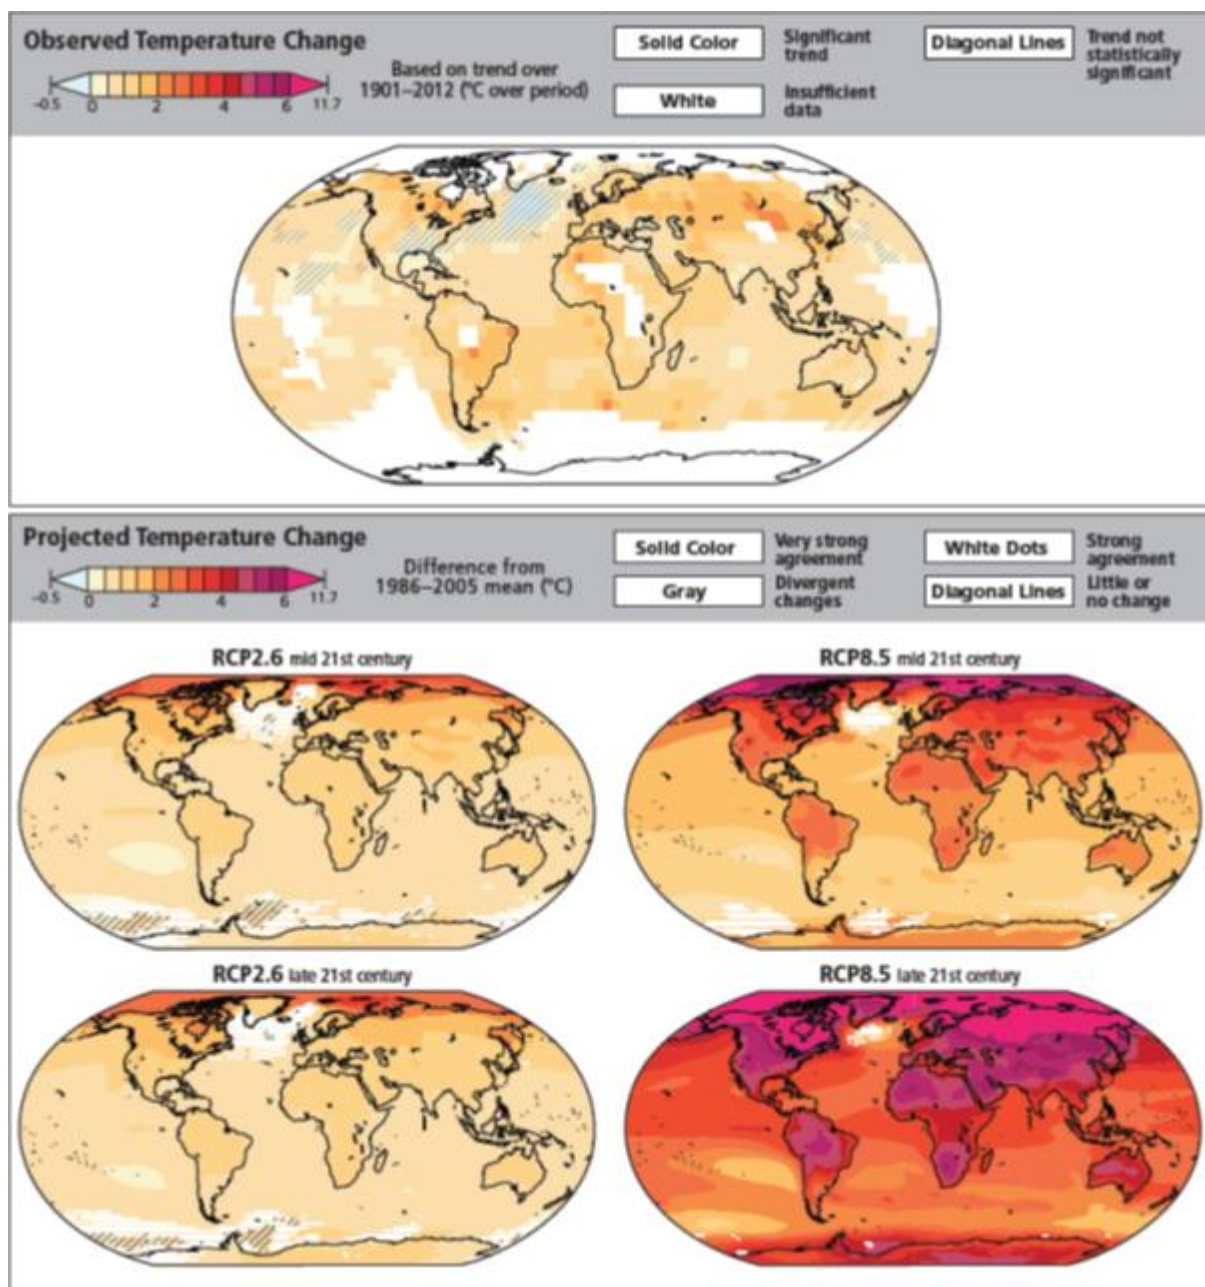 Observed Temperature Change
−0.5 0 2 4 6 11.7
Based on trend over
1901–2012 (°C over period)
Solid Color
Significant
trend
Diagonal Lines
Trend not
statistically
significant
White
Insufficient
data
Projected Temperature Change
−0.5 0 2 4 6 11.7
Difference from
1986–2005 mean (°C)
Solid Color
Very strong
agreement
White Dots
Strong
agreement
Gray
Divergent
changes
Diagonal Lines
Little or
no change
RCP2.6 mid 21st century
RCP8.5 mid 21st century
RCP2.6 late 21st century
RCP8.5 late 21st century